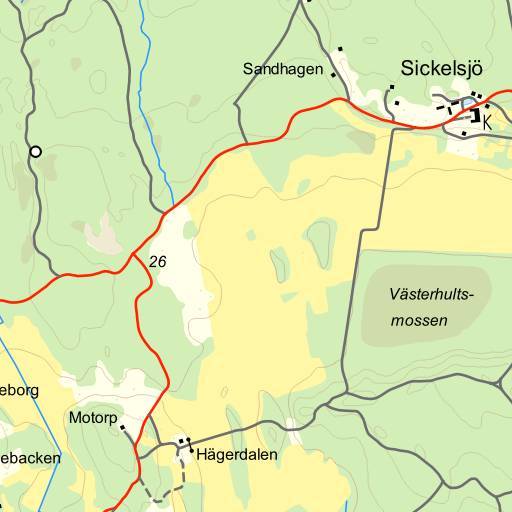 Sickelsjö
Sandhagen
K
26
Västerhults-
mossen
eborg
Motorp
ebacken
Hägerdalen